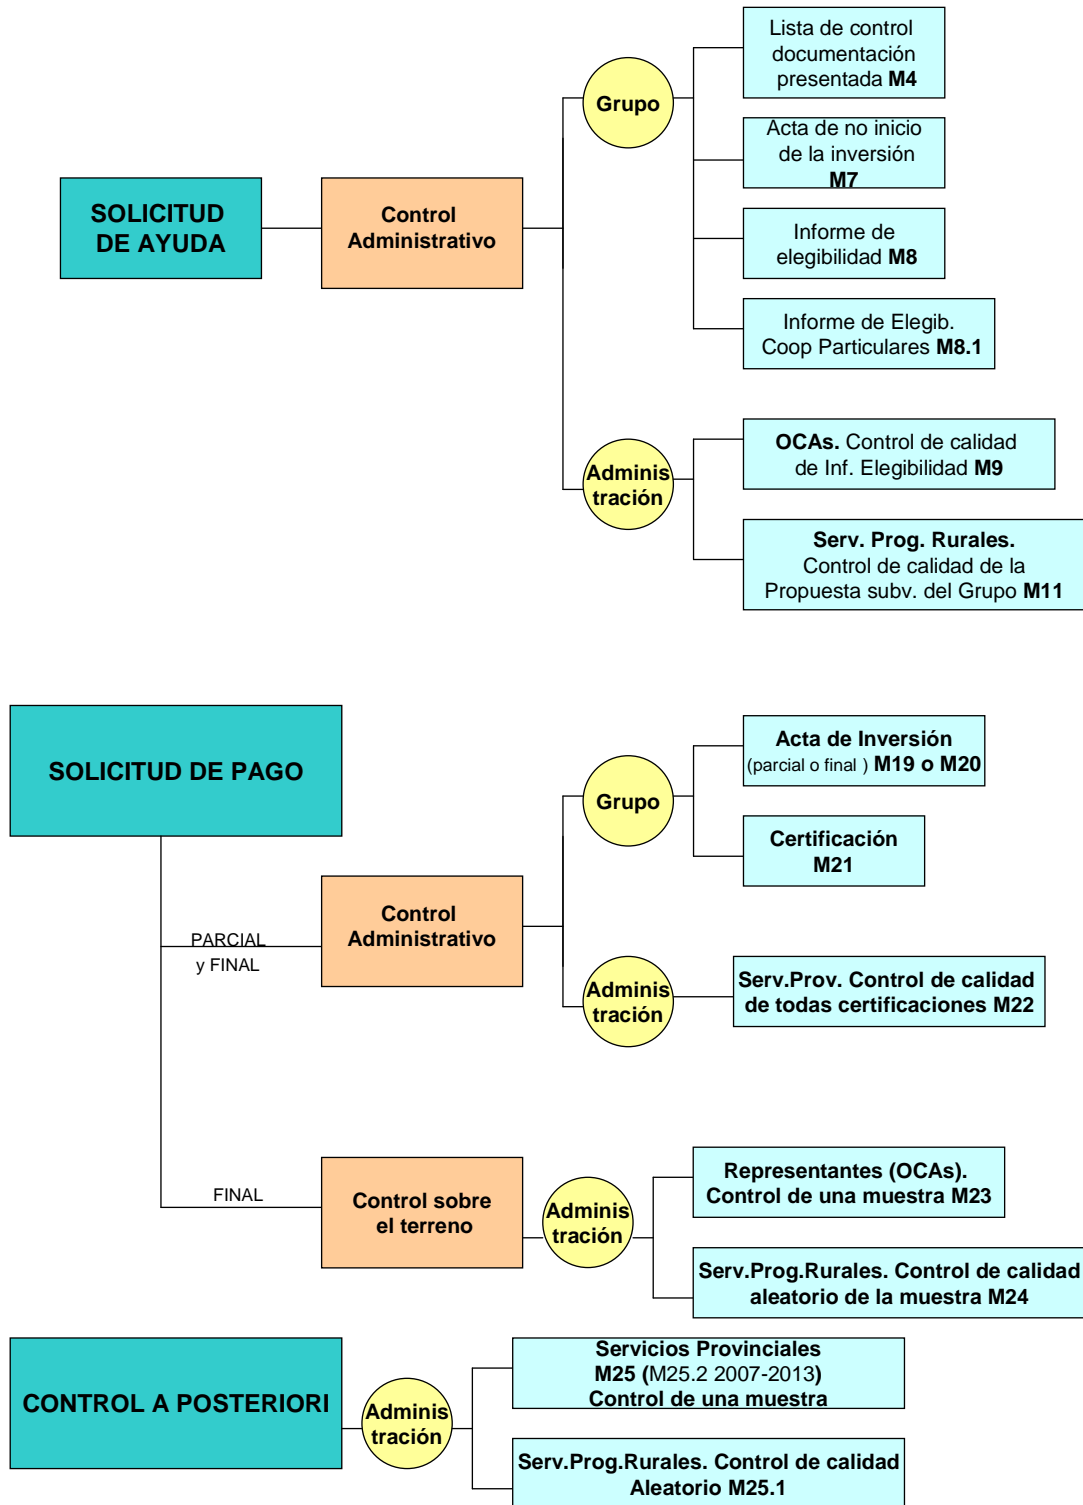 SOLICITUD
DE AYUDA
Control
Administrativo
Grupo
Lista de control
documentación
presentada M4
Acta de no inicio
de la inversión
M7
Informe de
elegibilidad M8
Informe de Elegib.
Coop Particulares M8.1
Adminis
tración
OCAs. Control de calidad
de Inf. Elegibilidad M9
Serv. Prog. Rurales.
Control de calidad de la
Propuesta subv. del Grupo M11
SOLICITUD DE PAGO
PARCIAL
y FINAL
Control
Administrativo
Grupo
Acta de Inversión
(parcial o final ) M19 o M20
Certificación
M21
Adminis
tración
Serv.Prov. Control de calidad
de todas certificaciones M22
FINAL
Control sobre
el terreno
Adminis
tración
Representantes (OCAs).
Control de una muestra M23
Serv.Prog.Rurales. Control de calidad
aleatorio de la muestra M24
CONTROL A POSTERIORI
Adminis
tración
Servicios Provinciales
M25 (M25.2 2007-2013)
Control de una muestra
Serv.Prog.Rurales. Control de calidad
Aleatorio M25.1